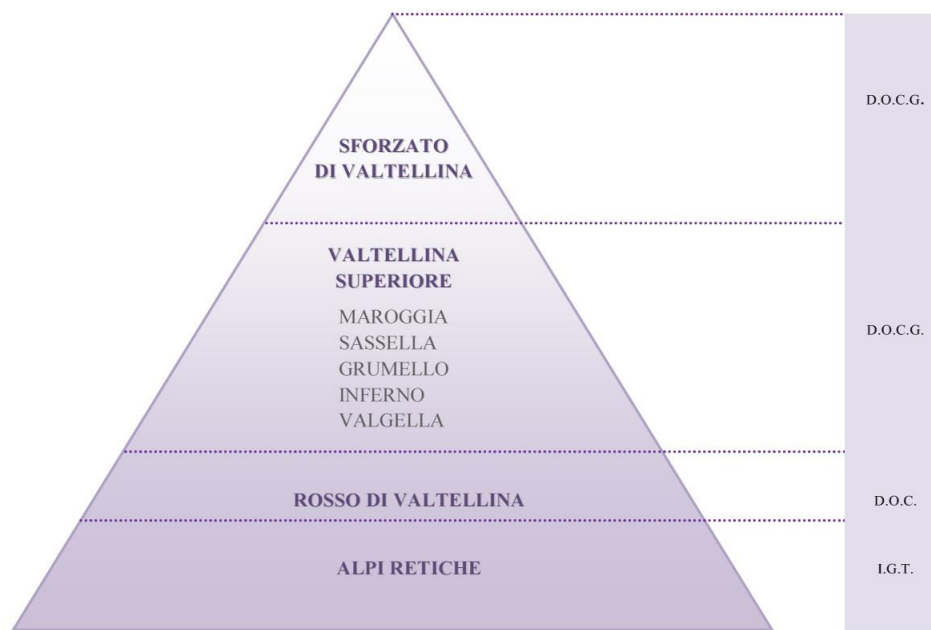 D.O.C.G.
SFORZATO
DI VALTELLINA
VALTELLINA
SUPERIORE
MAROGGIA
SASSELLA
GRUMELLO
INFERNO
VALGELLA
D.O.C.G.
ROSSO DI VALTELLINA
D.O.C.
ALPI RETICHE
I.G.T.